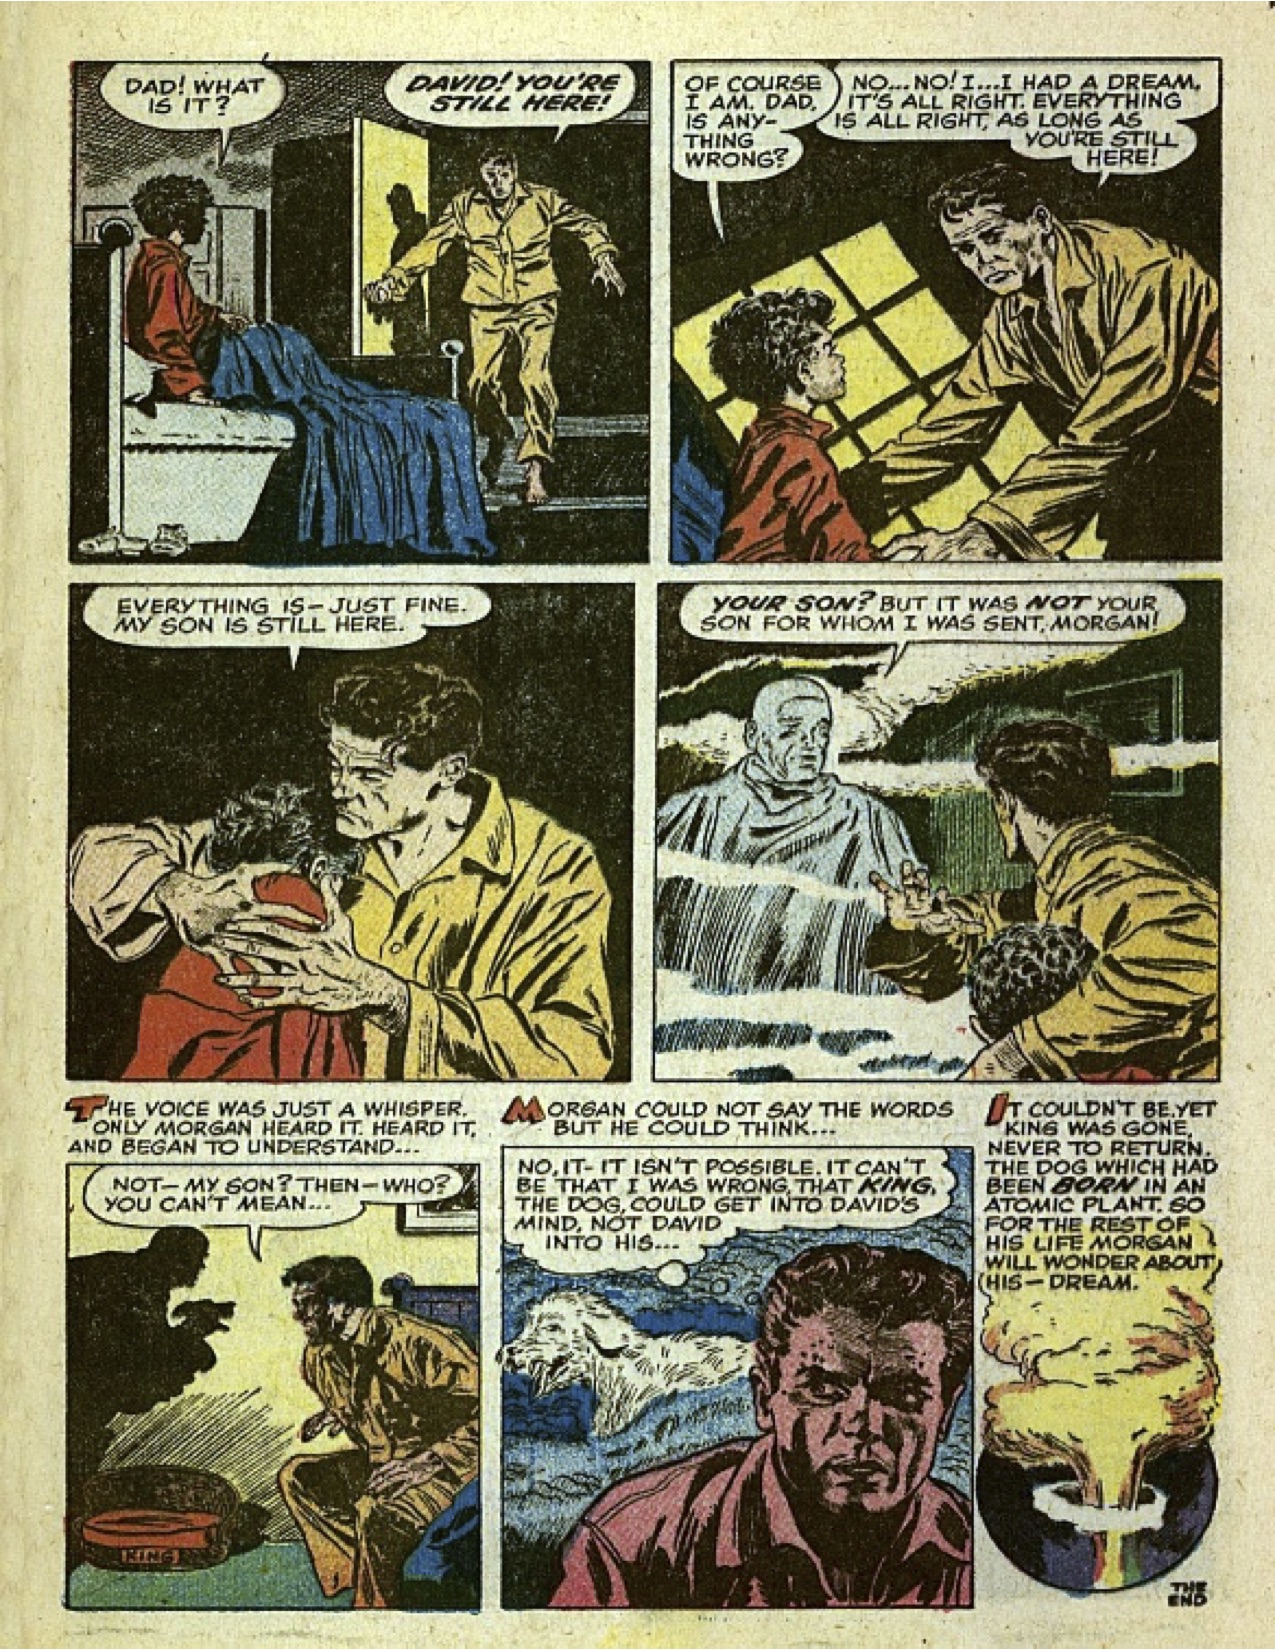 DAD! WHAT
IS IT?
DAVID! YOU'RE
STILL HERE!
OF COURSE
I AM. DAD,
IS ANY-
THING
WRONG?
NO...NO! I...I HAD A DREAM.
IT'S ALL RIGHT. EVERYTHING
IS ALL RIGHT, AS LONG AS
YOU'RE STILL
HERE!
EVERYTHING IS- JUST FINE.
MY SON IS STILL HERE.
YOUR SON? BUT IT WAS NOT YOUR
SON FOR WHOM I WAS SENT, MORGAN!
THE VOICE WAS JUST A WHISPER.
ONLY MORGAN HEARD IT. HEARD IT,
AND BEGAN TO UNDERSTAND...
NOT- MY SON? THEN- WHO?
YOU CAN'T MEAN...
KING
MORGAN COULD NOT SAY THE WORDS
BUT HE COULD THINK...
NO, IT- IT ISN'T POSSIBLE. IT CAN'T
BE THAT I WAS WRONG, THAT KING,
THE DOG, COULD GET INTO DAVID'S
MIND, NOT DAVID
INTO HIS...
IT COULDN'T BE. YET
KING WAS GONE,
NEVER TO RETURN.
THE DOG WHICH HAD
BEEN BORN IN AN
ATOMIC PLANT. SO
FOR THE REST OF
HIS LIFE MORGAN
WILL WONDER ABOUT
HIS- DREAM.
THE
END